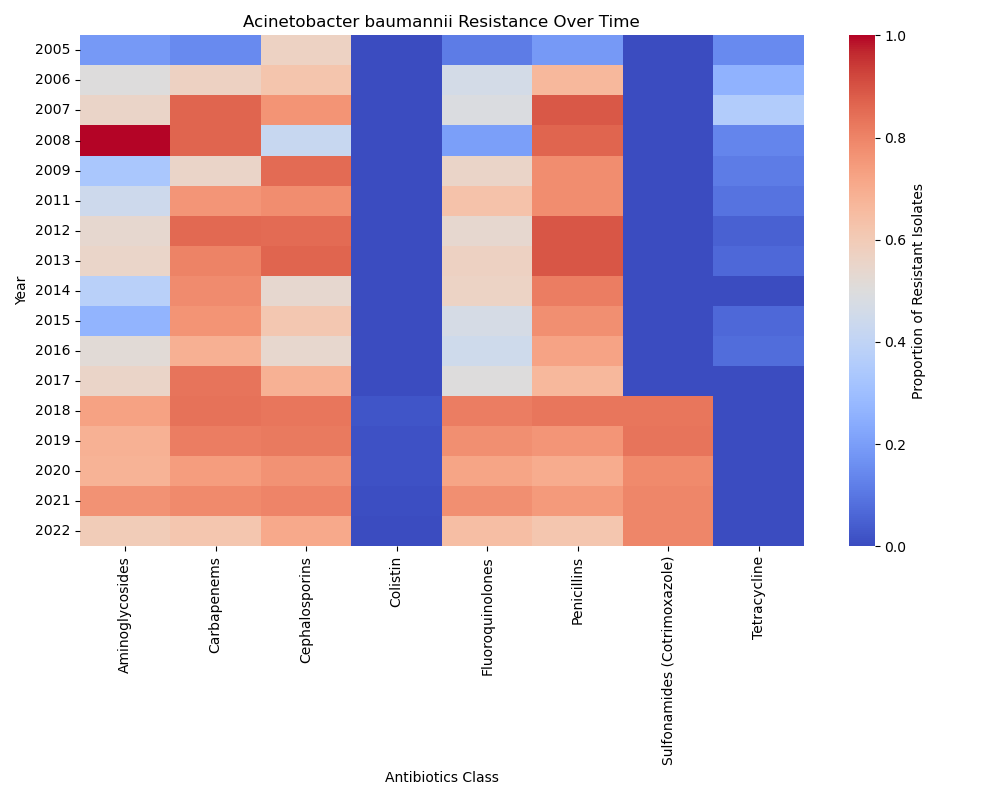 Acinetobacter baumannii Resistance Over Time
Year
2005
2006
2007
2008
2009
2011
2012
2013
2014
2015
2016
2017
2018
2019
2020
2021
2022
Aminoglycosides
Carbapenems
Cephalosporins
Colistin
Fluoroquinolones
Penicillins
Sulfonamides (Cotrimoxazole)
Tetracycline
Antibiotics Class
1.0
0.8
0.6
0.4
0.2
0.0
Proportion of Resistant Isolates